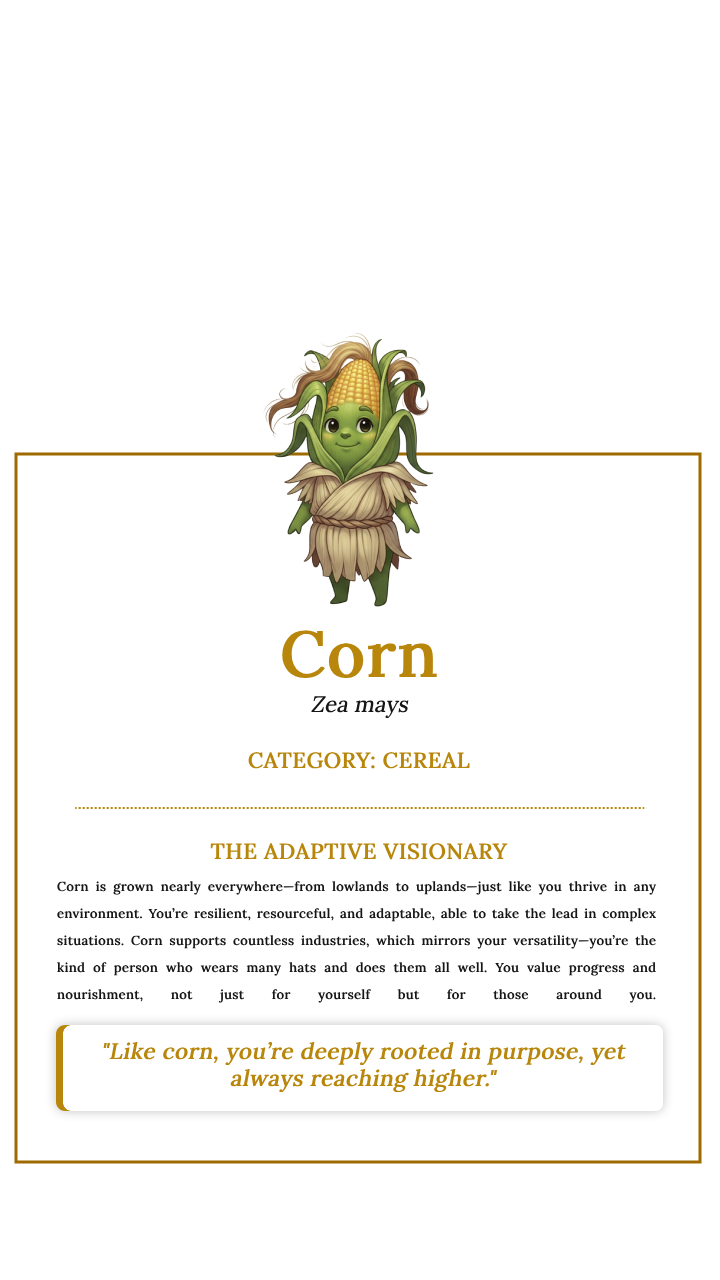 Corn
Zea mays
CATEGORY: CEREAL
THE ADAPTIVE VISIONARY
Corn is grown nearly everywhere—from lowlands to uplands—just like you thrive in any
environment. You’re resilient, resourceful, and adaptable, able to take the lead in complex
situations. Corn supports countless industries, which mirrors your versatility—you’re the
kind of person who wears many hats and does them all well. You value progress and
nourishment, not just for yourself but for those around you.
"Like corn, you’re deeply rooted in purpose, yet
always reaching higher."